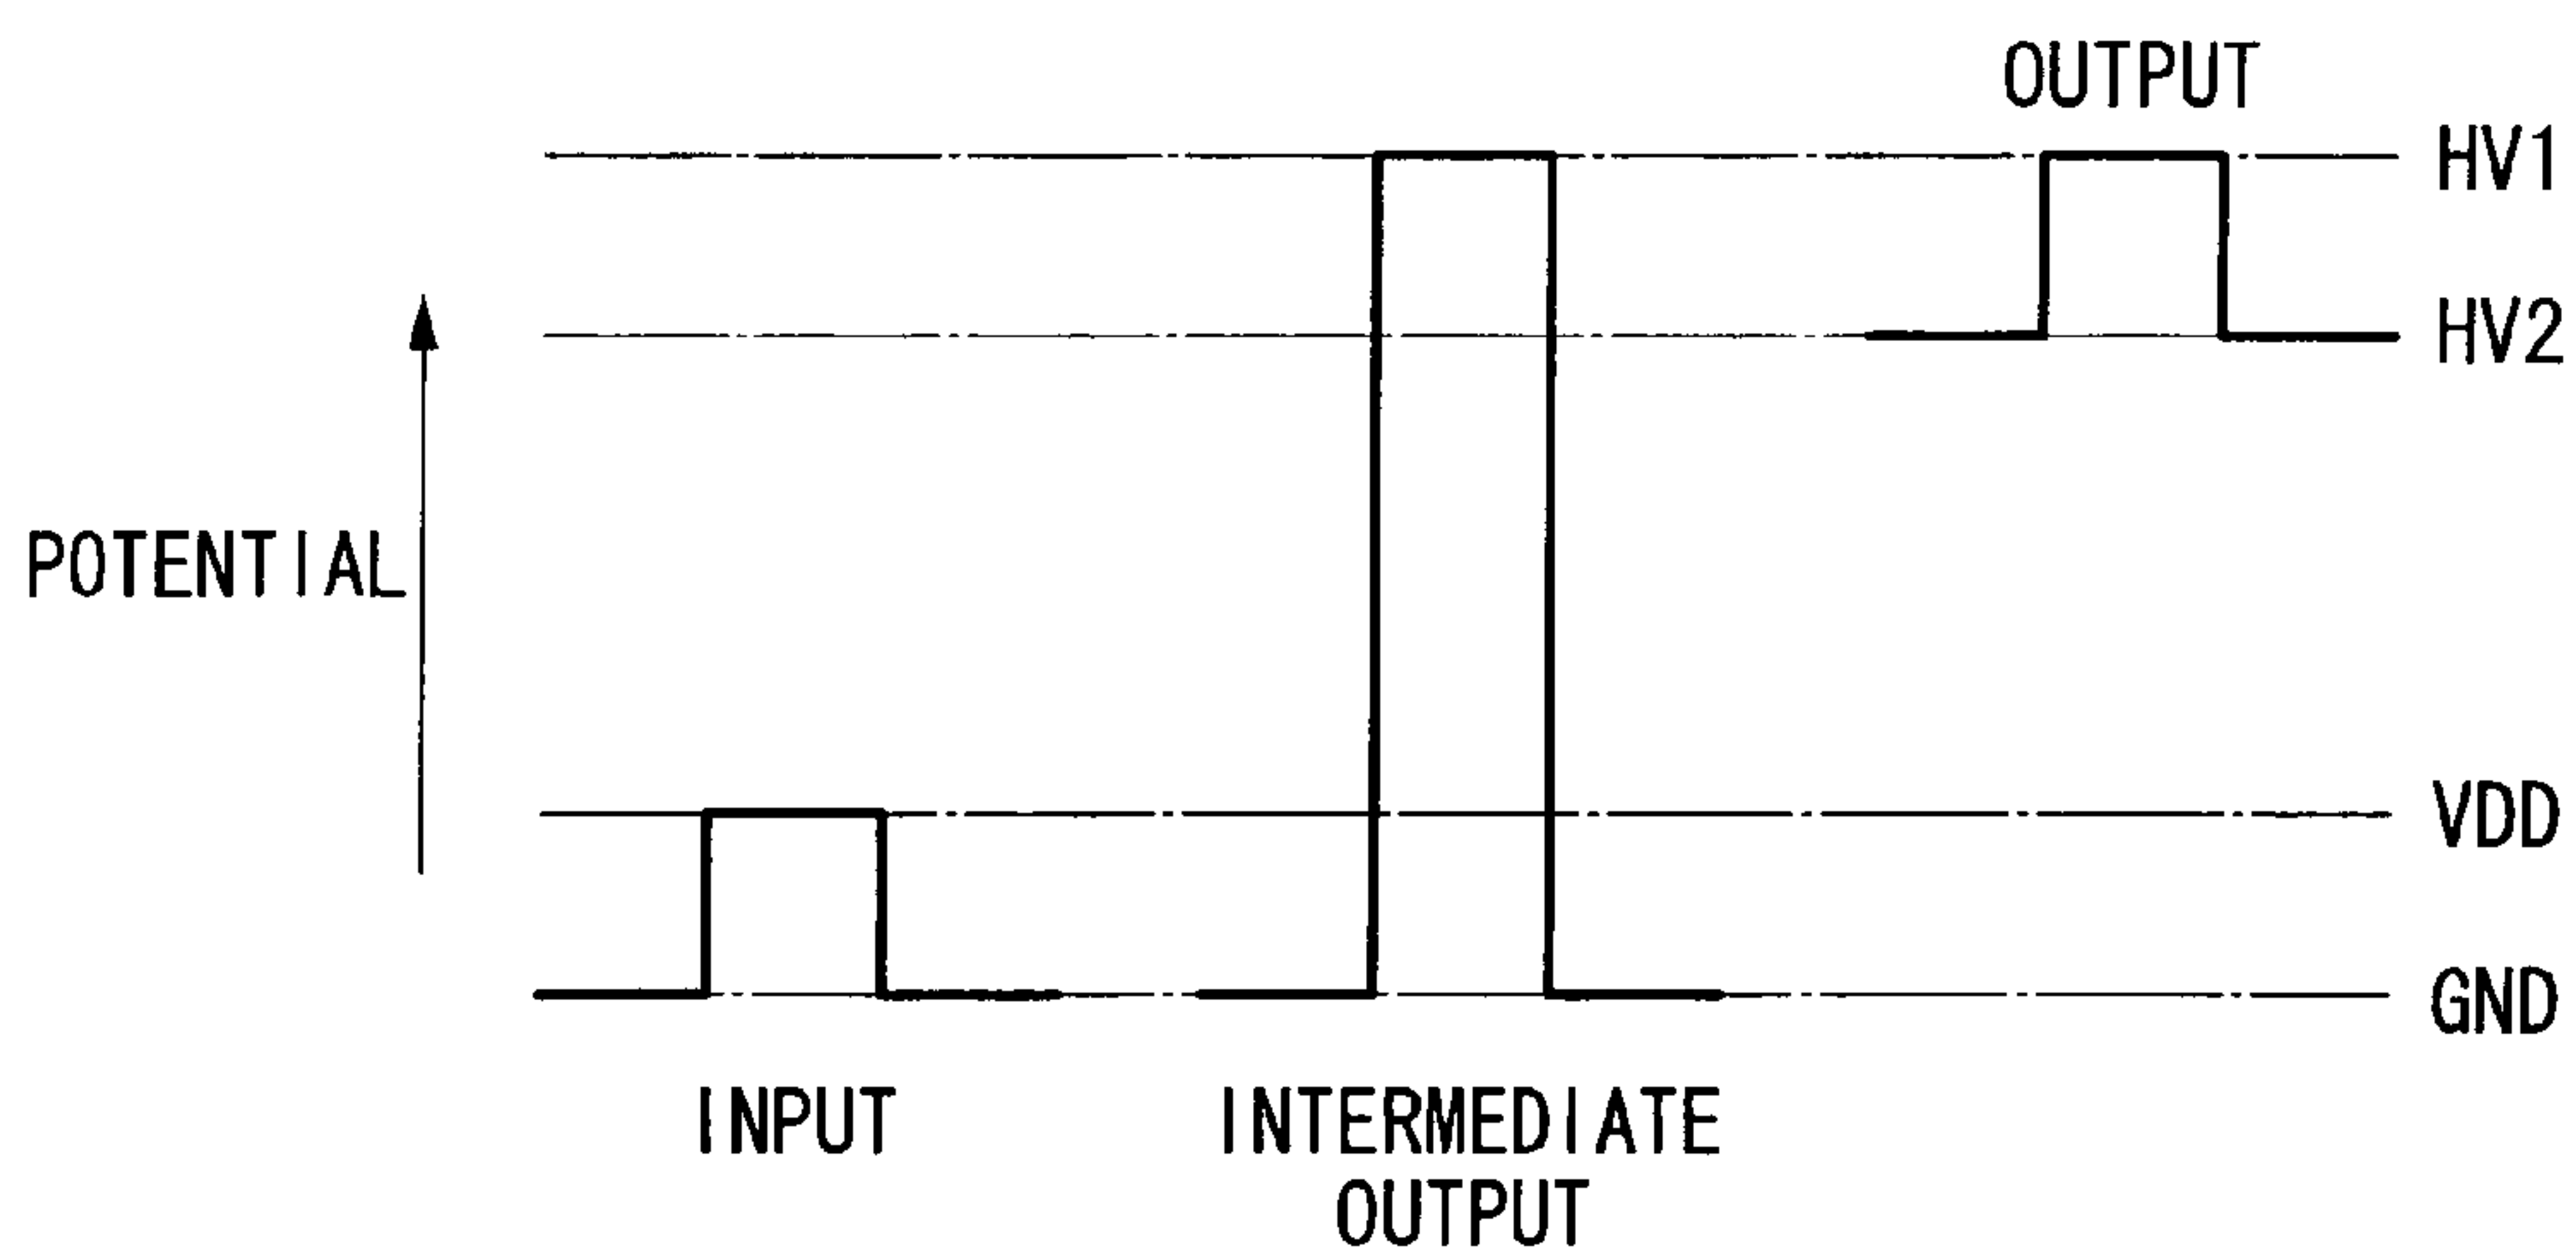 OUTPUT
HV1
HV2
POTENTIAL
VDD
GND
INPUT
INTERMEDIATE
OUTPUT